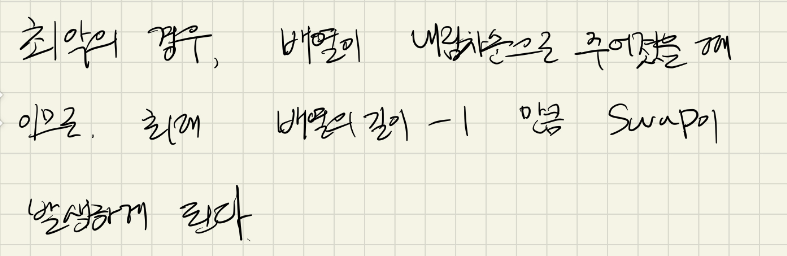 최악의 경우, 배열이 내림차순으로 주어졌을 때
이므로. 최대 배열의 길이 -1 만큼 Swap이
발생하게 된다.